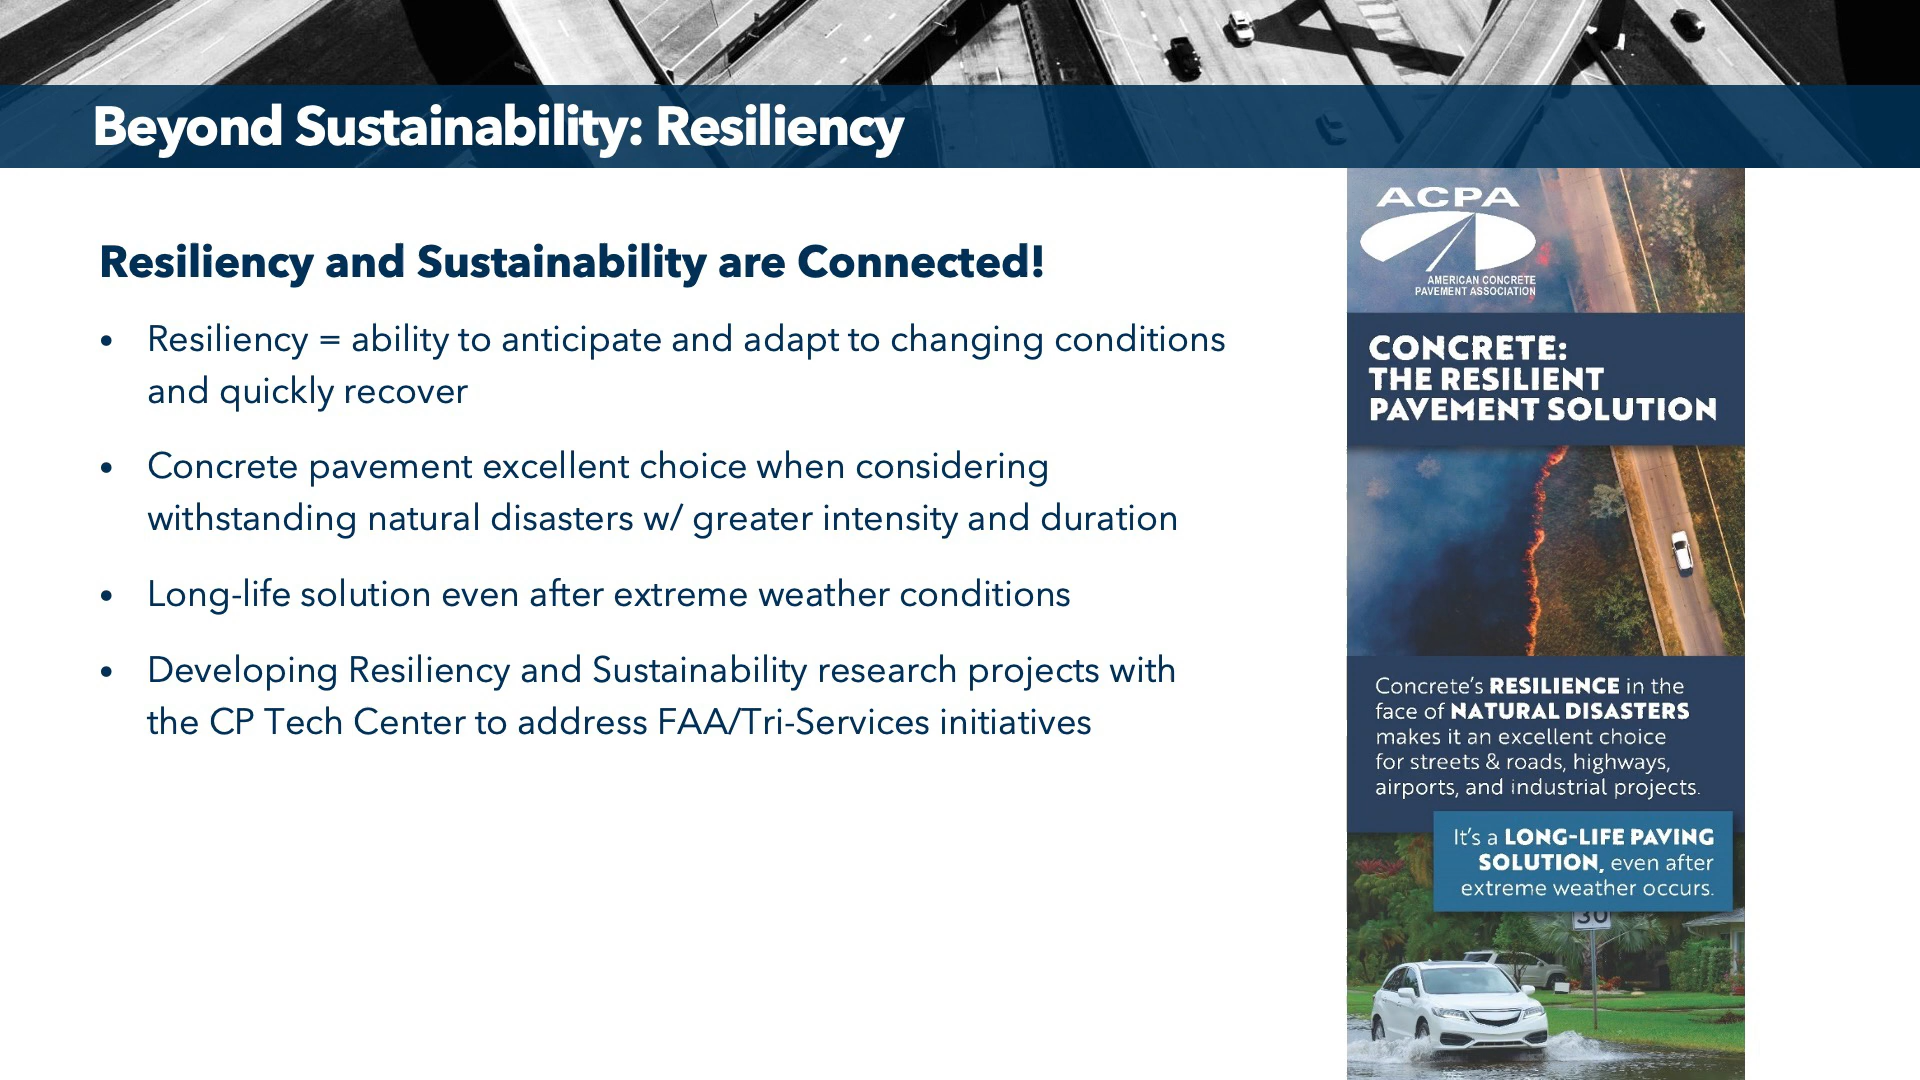 Beyond Sustainability: Resiliency
Resiliency and Sustainability are Connected!
• Resiliency = ability to anticipate and adapt to changing conditions
and quickly recover
• Concrete pavement excellent choice when considering
withstanding natural disasters w/ greater intensity and duration
• Long-life solution even after extreme weather conditions
• Developing Resiliency and Sustainability research projects with
the CP Tech Center to address FAA/Tri-Services initiatives
ACPA
AMERICAN CONCRETE
PAVEMENT ASSOCIATION
CONCRETE:
THE RESILIENT
PAVEMENT SOLUTION
Concrete's RESILIENCE in the
face of NATURAL DISASTERS
makes it an excellent choice
for streets & roads, highways,
airports, and industrial projects.
It's a LONG-LIFE PAVING
SOLUTION, even after
extreme weather occurs.
30